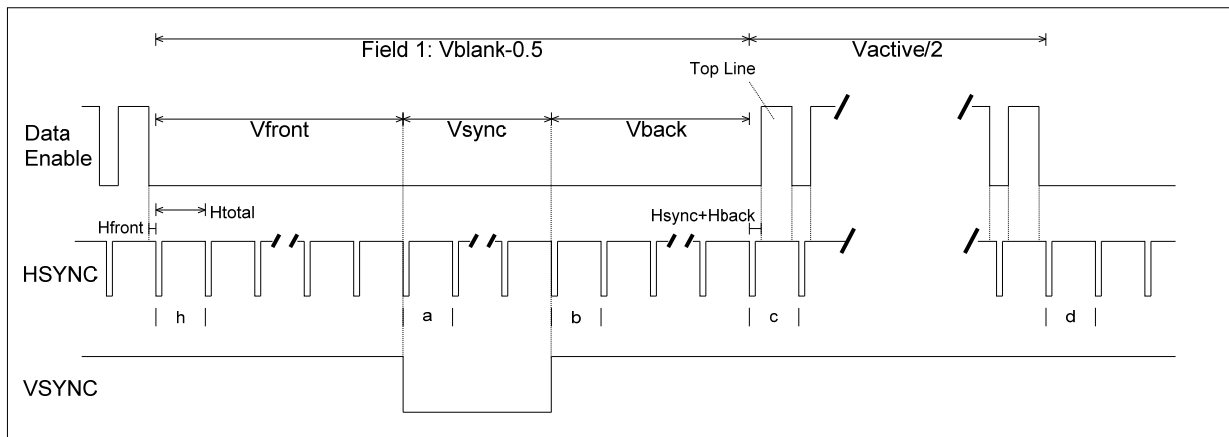 Field 1: Vblank-0.5
Vactive/2
Top Line
Data
Enable
Vfront
Vsync
Vback
Hfront
Htotal
Hsync+Hback
HSYNC
h
a
b
c
d
VSYNC